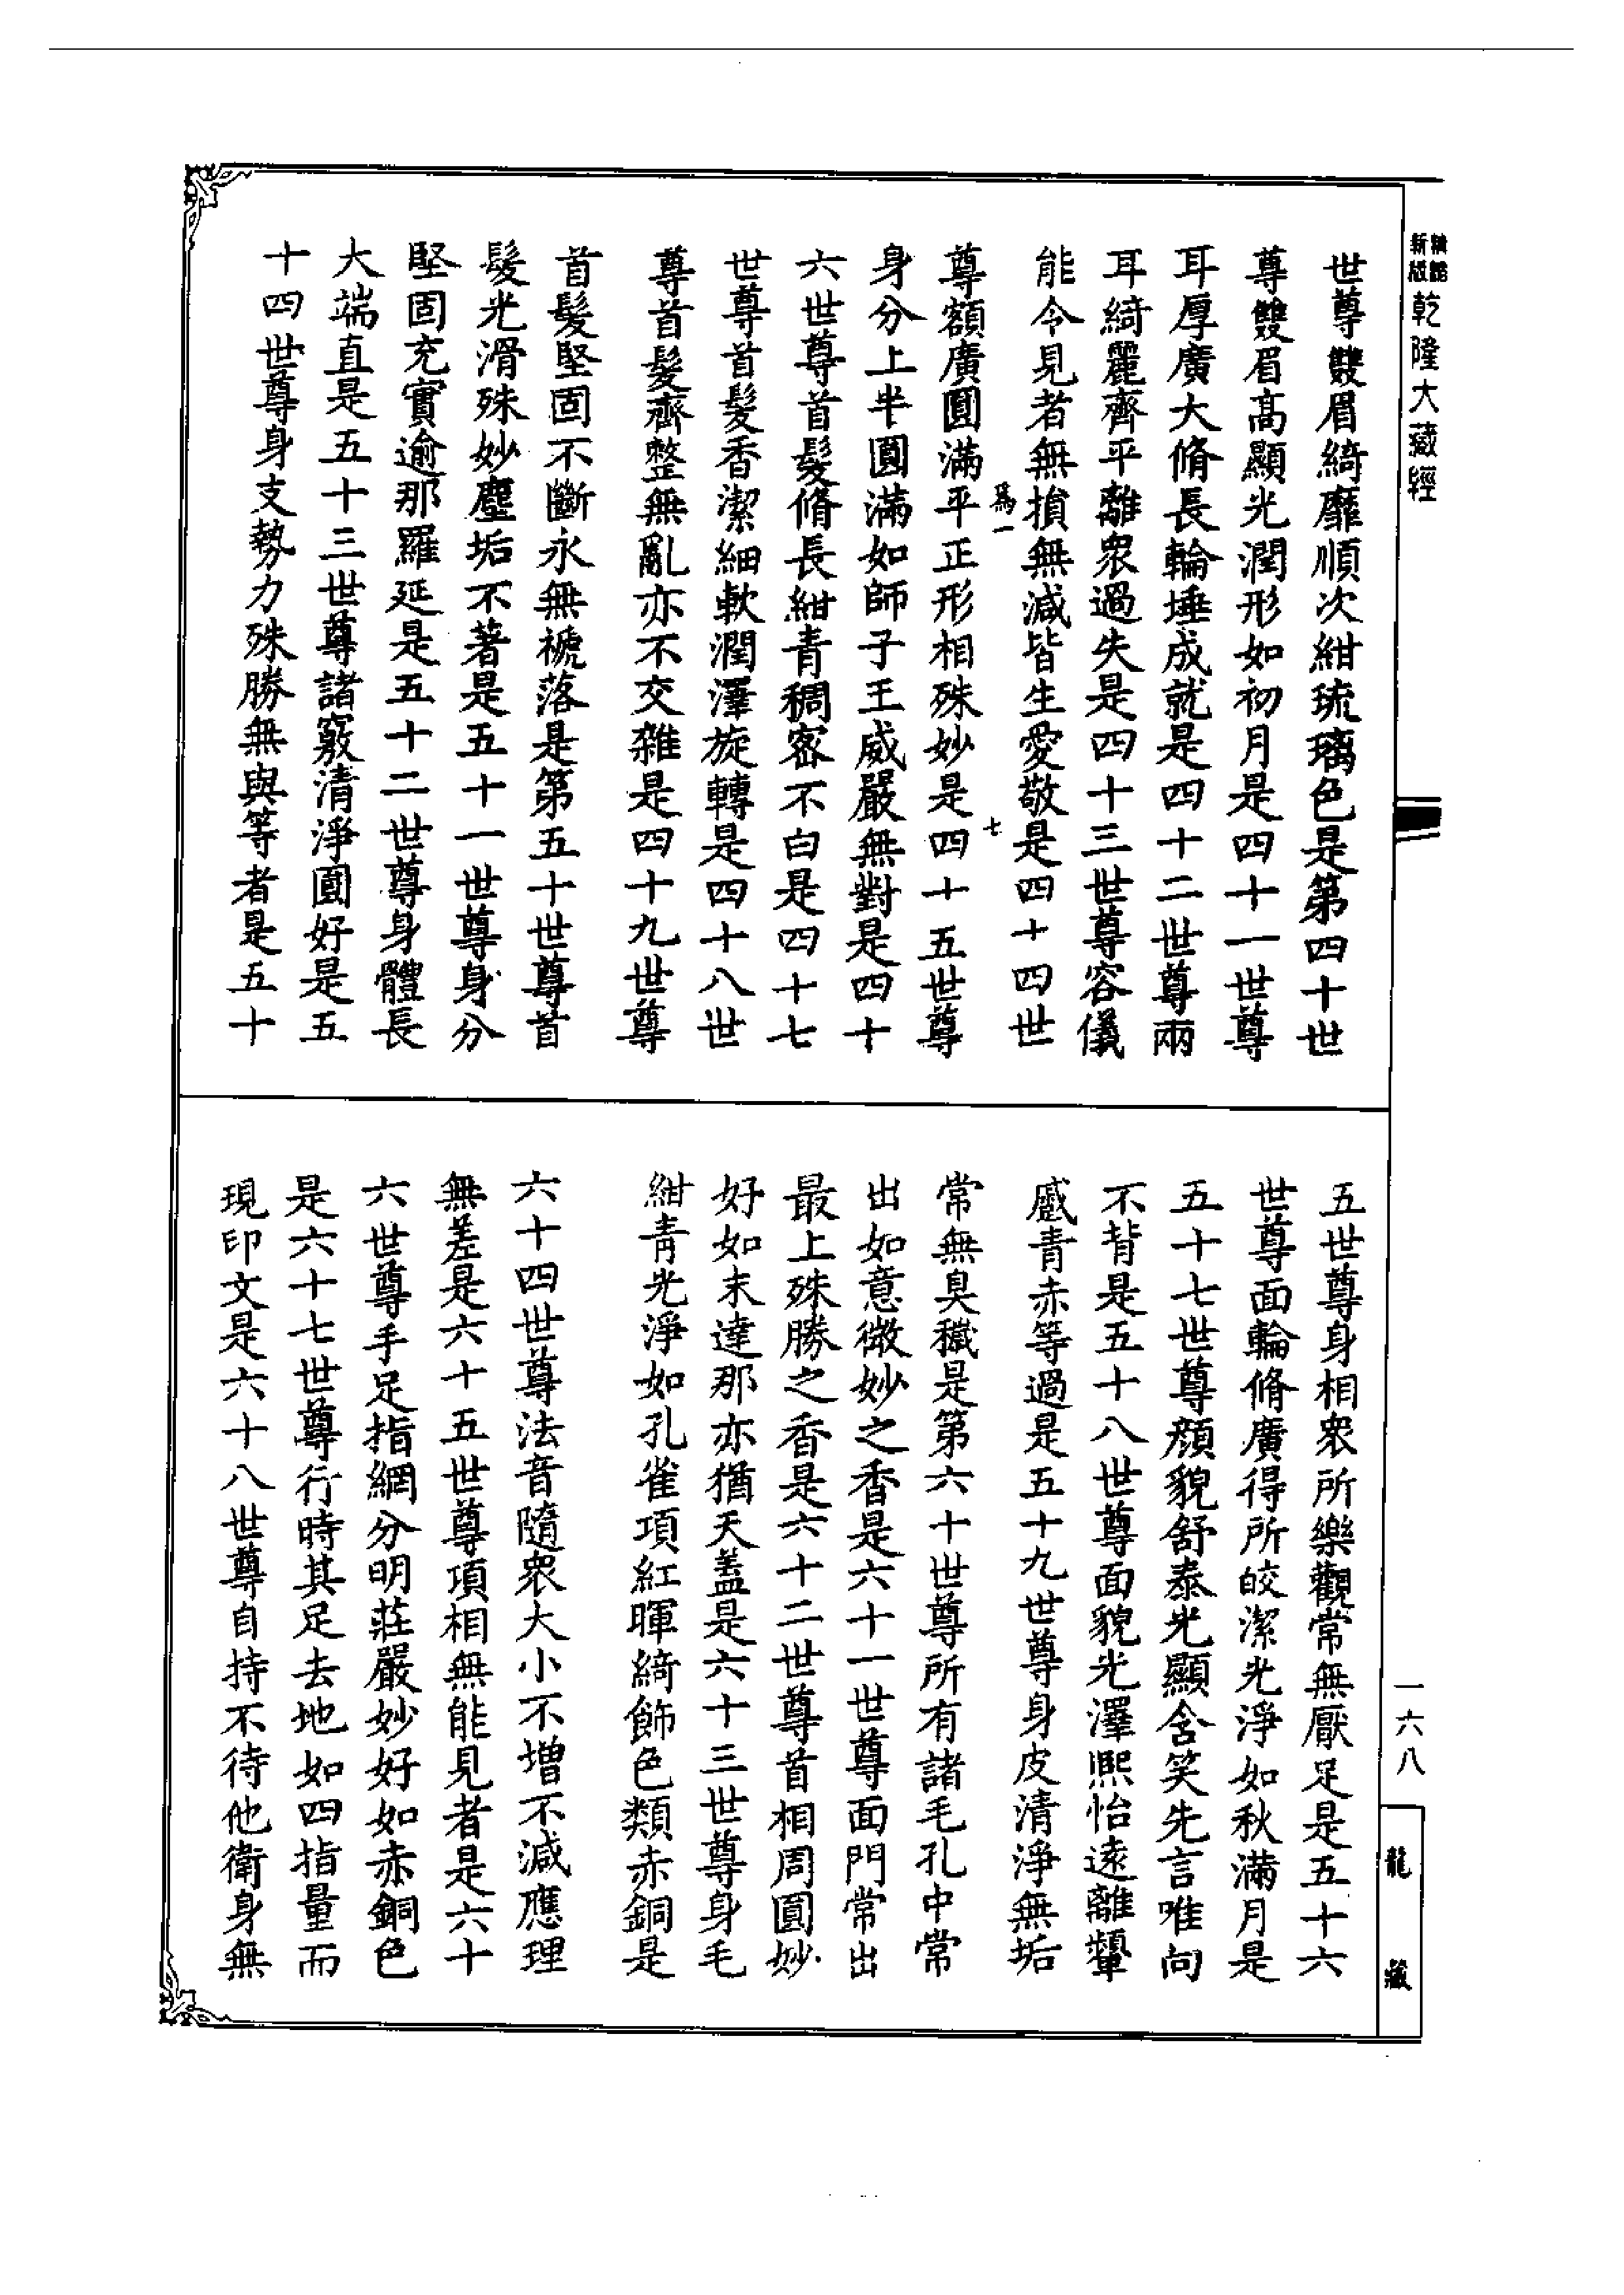 新版
乾隆大藏經
世尊雙眉綺靡順次紺琉璃色是第四十世
尊雙眉高顯光潤形如初月是四十一世尊
耳厚廣大脩長輪埵成就是四十二世尊兩
耳綺麗齊平離衆過失是四十三世尊容儀
能令見者無損無減皆生愛敬是四十四世
爲一
七
尊額廣圓滿平正形相殊妙是四十五世尊
身分上半圓滿如師子王威嚴無對是四十
六世尊首髮脩長紺青稠密不白是四十七
世尊首髮香潔細軟潤澤旋轉是四十八世
尊首髮齊整無亂亦不交雜是四十九世尊
首髮堅固不斷永無褫落是第五十世尊首
髮光滑殊妙塵垢不著是五十一世尊身分
堅固充實逾那羅延是五十二世尊身體長
大端直是五十三世尊諸竅清淨圓好是五
十四世尊身支勢力殊勝無與等者是五十
五世尊身相衆所樂觀常無厭足是五十六
世尊面輪脩廣得所皎潔光淨如秋滿月是
五十七世尊顏貌舒泰光顯含笑先言唯向
不背是五十八世尊面貌光澤熙怡遠離顰
蹙青赤等過是五十九世尊身皮清淨無垢
常無臭穢是第六十世尊所有諸毛孔中常
出如意微妙之香是六十一世尊面門常出
最上殊勝之香是六十二世尊首相周圓妙
好如末達那亦猶天蓋是六十三世尊身毛
紺青光淨如孔雀項紅暉綺飾色類赤銅是
六十四世尊法音隨衆大小不增不減應理
無差是六十五世尊頂相無能見者是六十
六世尊手足指網分明莊嚴妙好如赤銅色
是六十七世尊行時其足去地如四指量而
現印文是六十八世尊自持不待他衛身無
一六八
龍藏